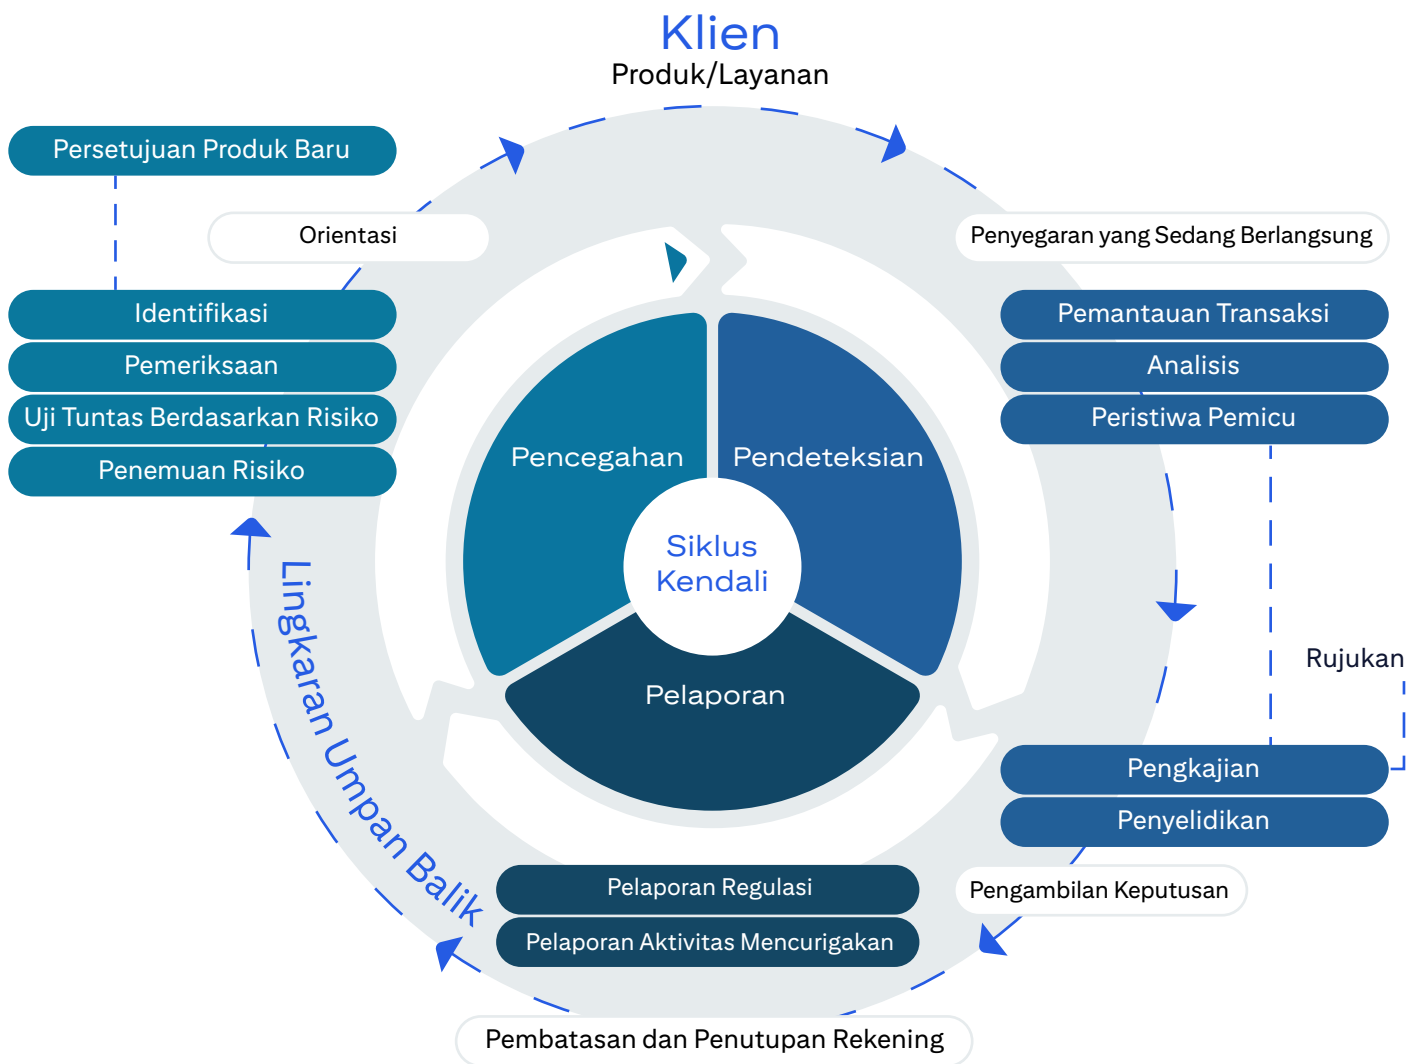 Klien
Produk/Layanan
Persetujuan Produk Baru
Orientasi
Penyegaran yang Sedang Berlangsung
Identifikasi
Pemeriksaan
Uji Tuntas Berdasarkan Risiko
Penemuan Risiko
Pemantauan Transaksi
Analisis
Peristiwa Pemicu
Pencegahan
Pendeteksian
Siklus
Kendali
Pelaporan
Lingkaran Umpan Balik
Rujukan
Pengkajian
Penyelidikan
Pengambilan Keputusan
Pelaporan Regulasi
Pelaporan Aktivitas Mencurigakan
Pembatasan dan Penutupan Rekening